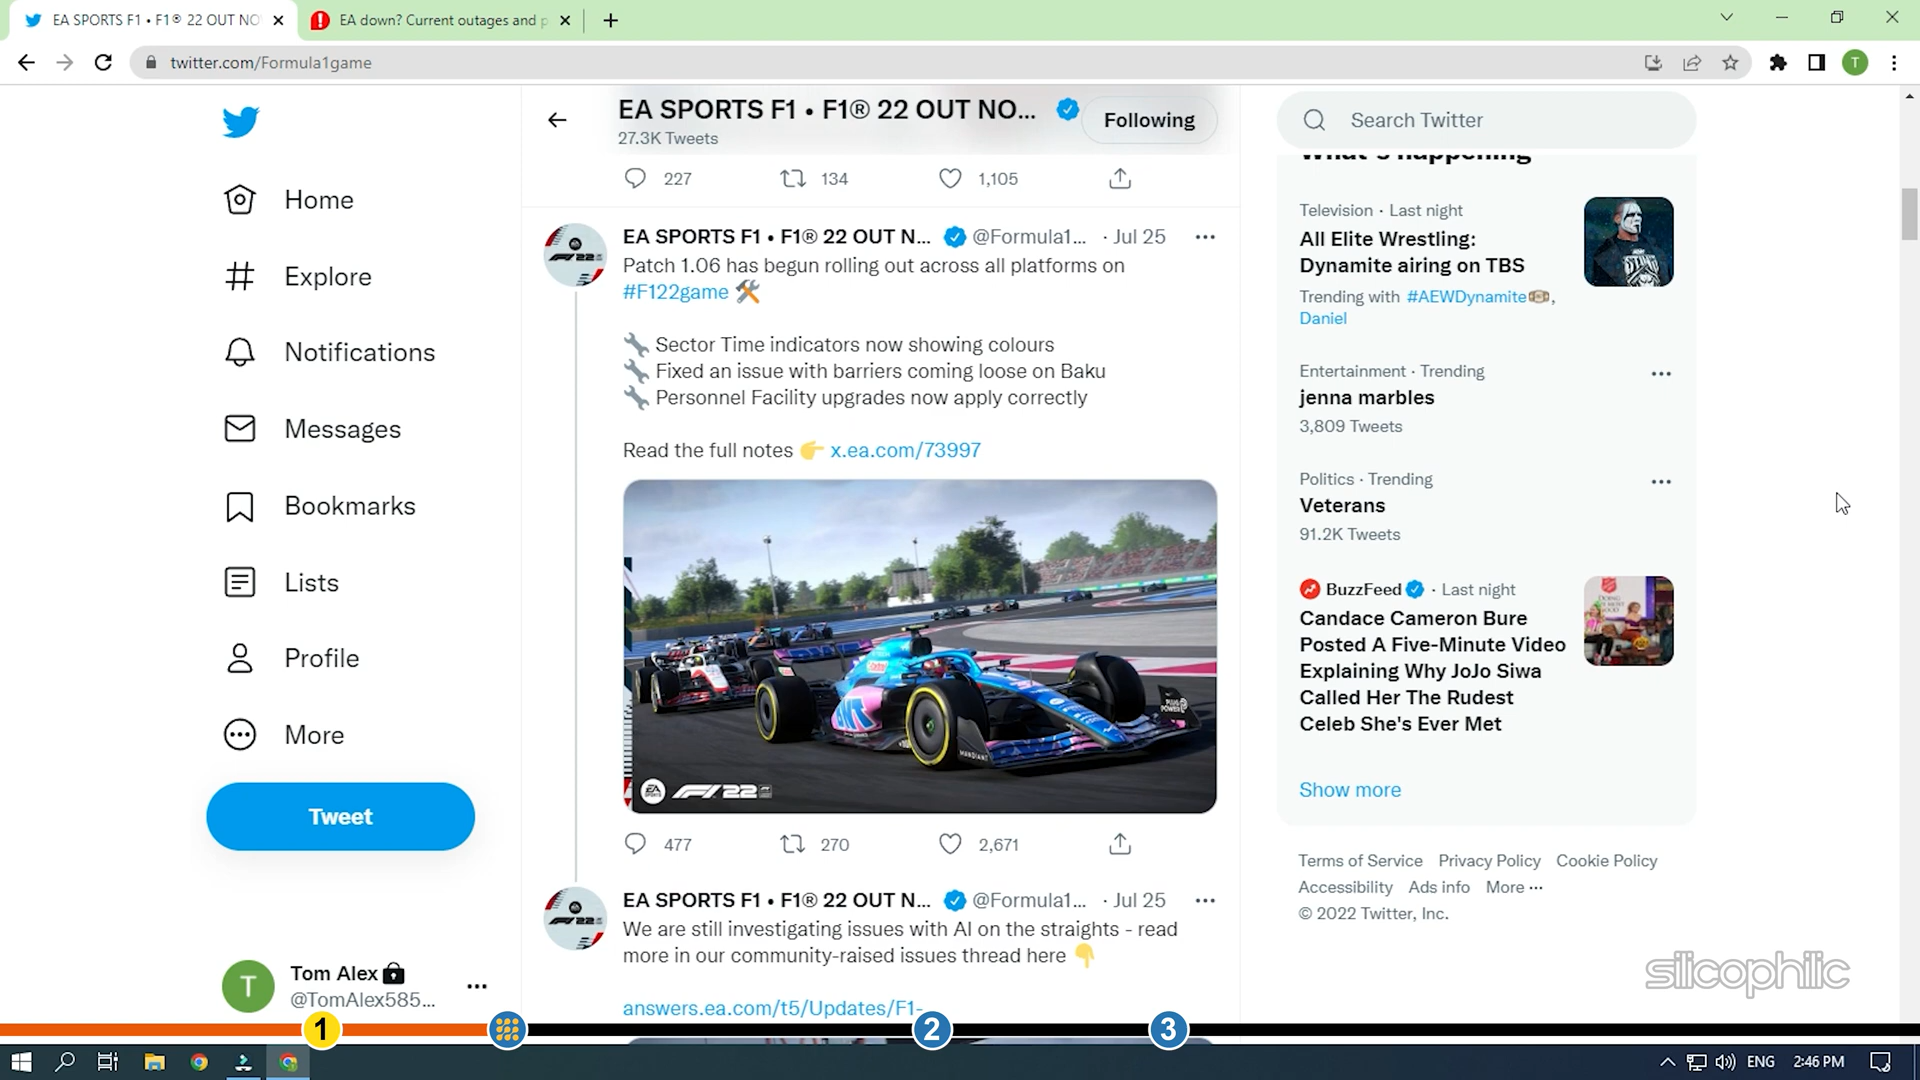 EA SPORTS F1 • F1® 22 OUT NO
EA down? Current outages and p
twitter.com/Formula1game
T
EA SPORTS F1 • F1® 22 OUT NO...
27.3K Tweets
Following
Search Twitter
Home
Explore
Notifications
Messages
Bookmarks
Lists
Profile
More
Tweet
Tom Alex
@TomAlex585...
T
227 134 1,105
EA SPORTS F1 • F1® 22 OUT N... @Formula1... · Jul 25
Patch 1.06 has begun rolling out across all platforms on
#F122game
Sector Time indicators now showing colours
Fixed an issue with barriers coming loose on Baku
Personnel Facility upgrades now apply correctly
Read the full notes 👉 x.ea.com/73997
BWT
F1 22
477 270 2,671
EA SPORTS F1 • F1® 22 OUT N... @Formula1... · Jul 25
We are still investigating issues with AI on the straights - read
more in our community-raised issues thread here 👇
answers.ea.com/t5/Updates/F1-
What's happening
Television · Last night
All Elite Wrestling:
Dynamite airing on TBS
Trending with #AEWDynamite,
Daniel
Entertainment · Trending
jenna marbles
3,809 Tweets
Politics · Trending
Veterans
91.2K Tweets
BuzzFeed · Last night
Candace Cameron Bure
Posted A Five-Minute Video
Explaining Why JoJo Siwa
Called Her The Rudest
Celeb She's Ever Met
Show more
Terms of Service Privacy Policy Cookie Policy
Accessibility Ads info More ...
© 2022 Twitter, Inc.
silicophilic
1 2 3
ENG 2:46 PM